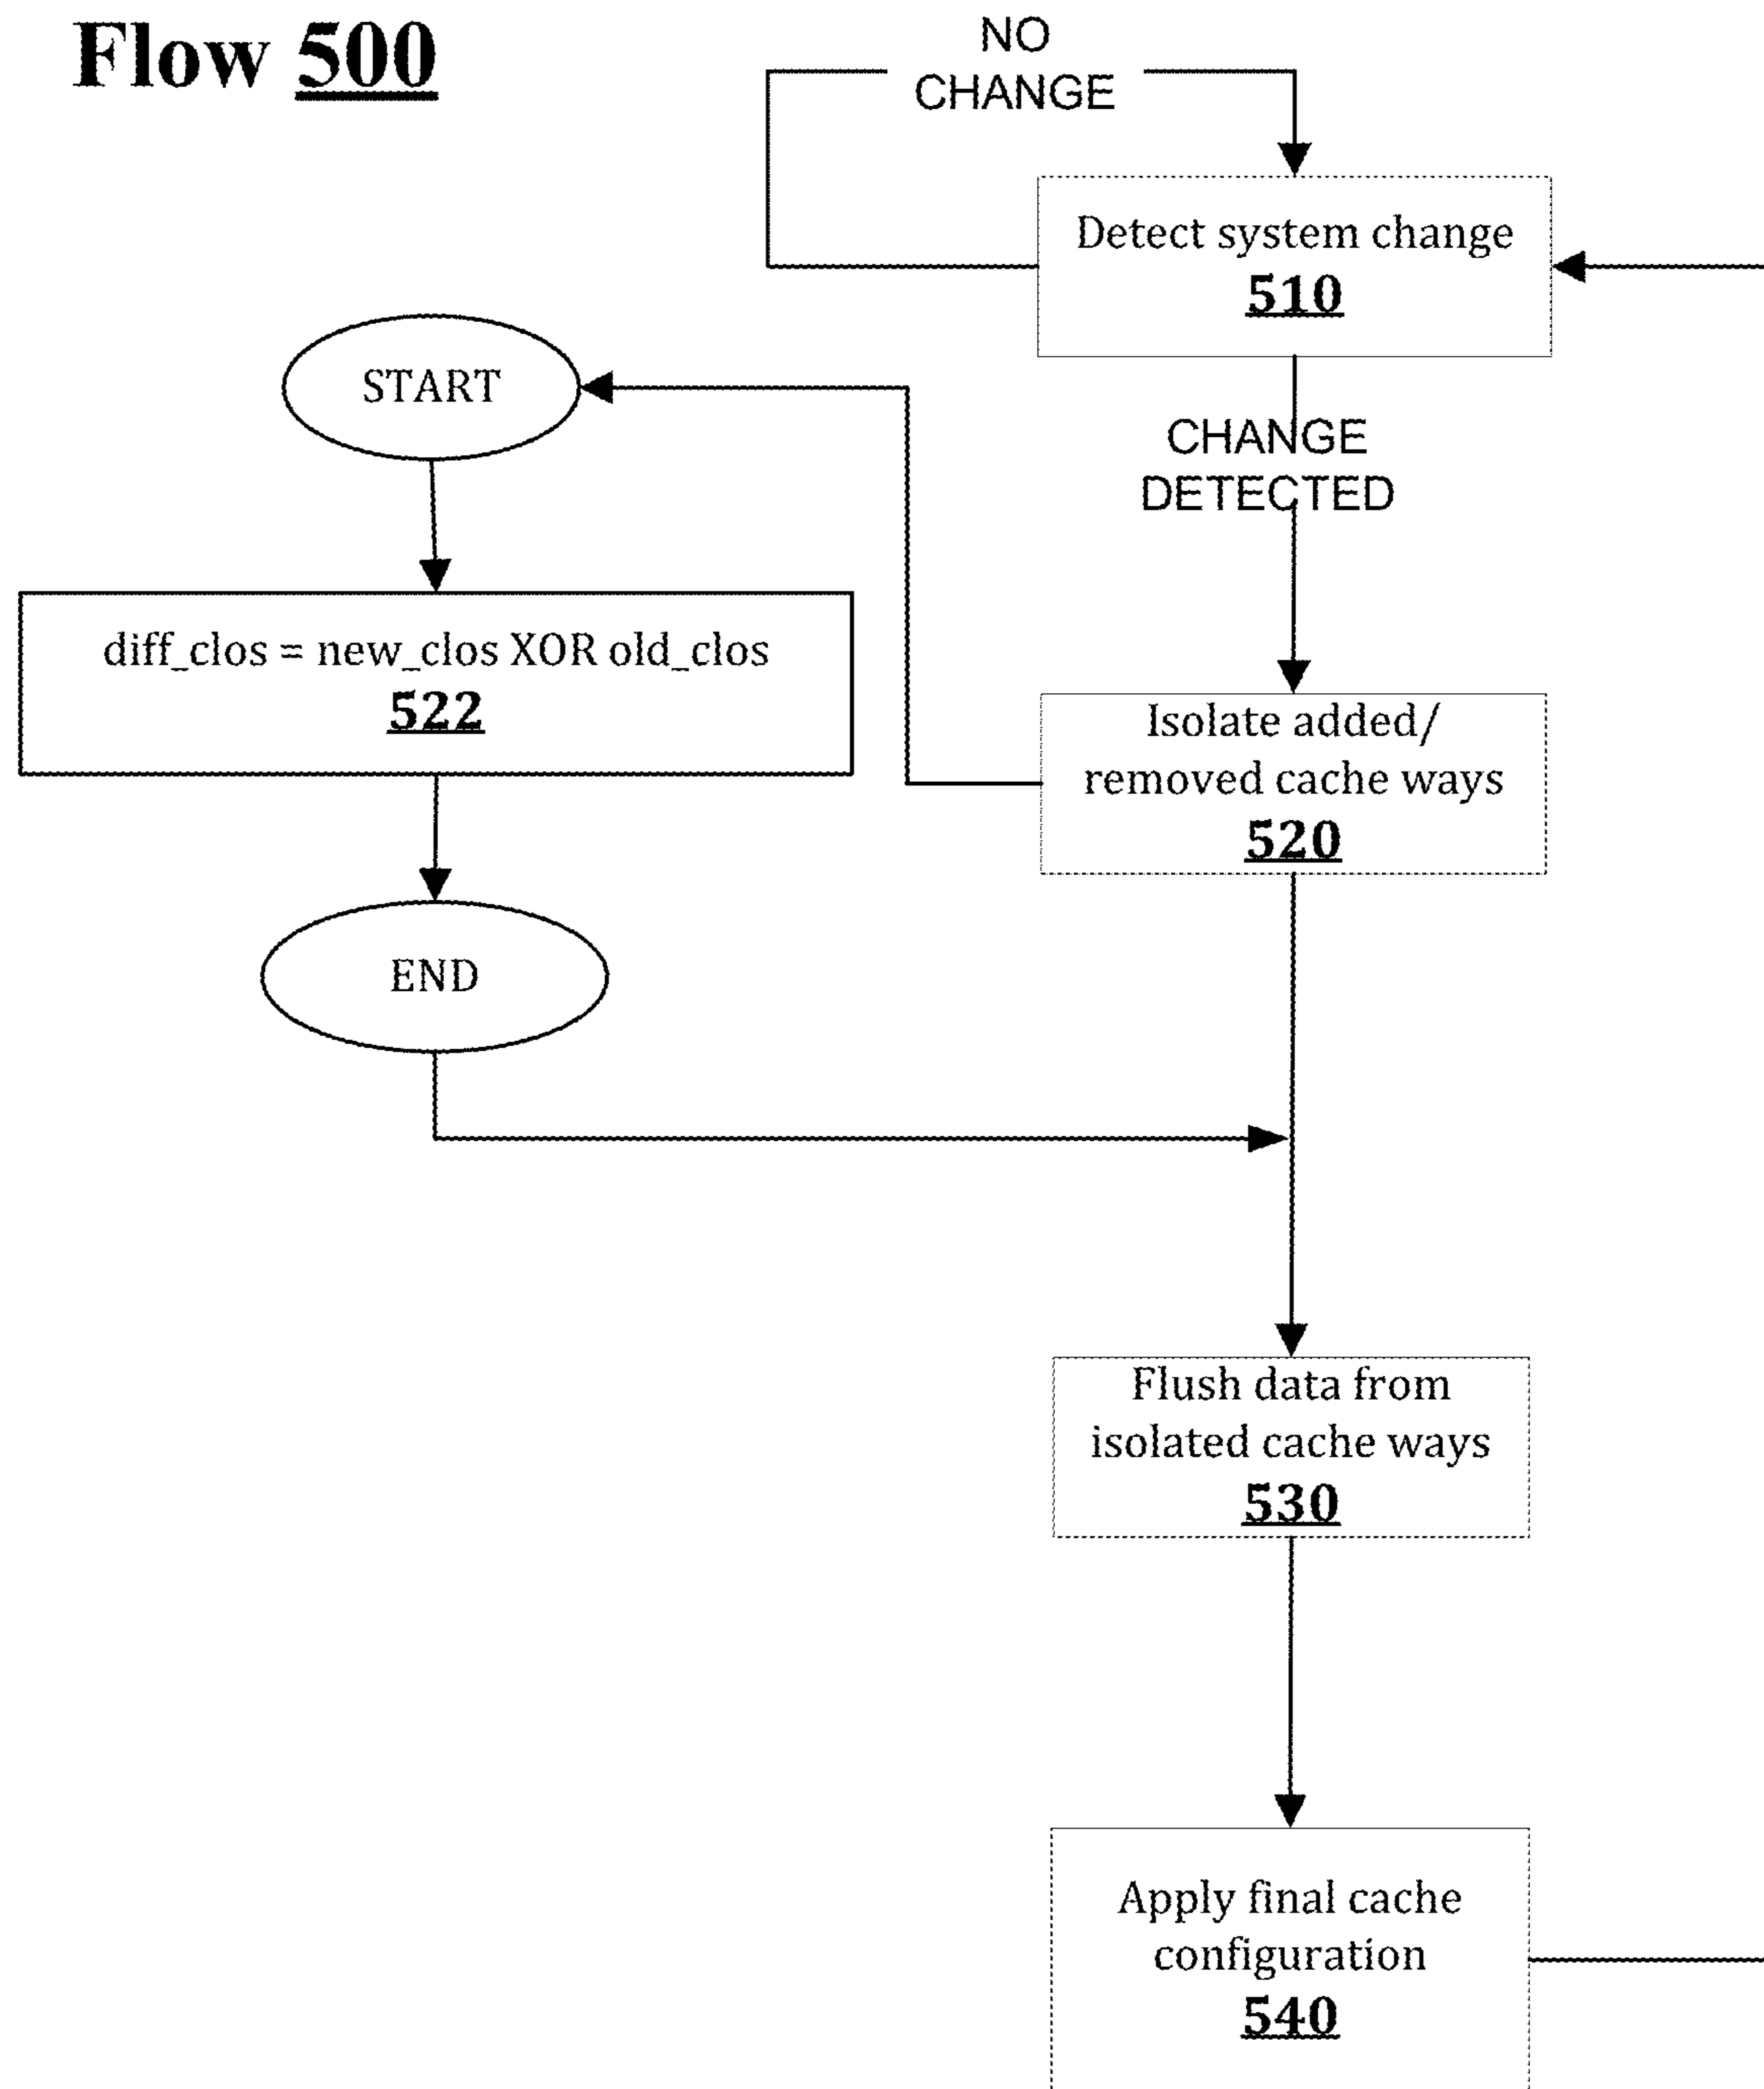 Flow 500
NO
CHANGE
Detect system change
510
START
CHANGE
DETECTED
diff_clos = new_clos XOR old_clos
522
Isolate added/
removed cache ways
520
END
Flush data from
isolated cache ways
530
Apply final cache
configuration
540